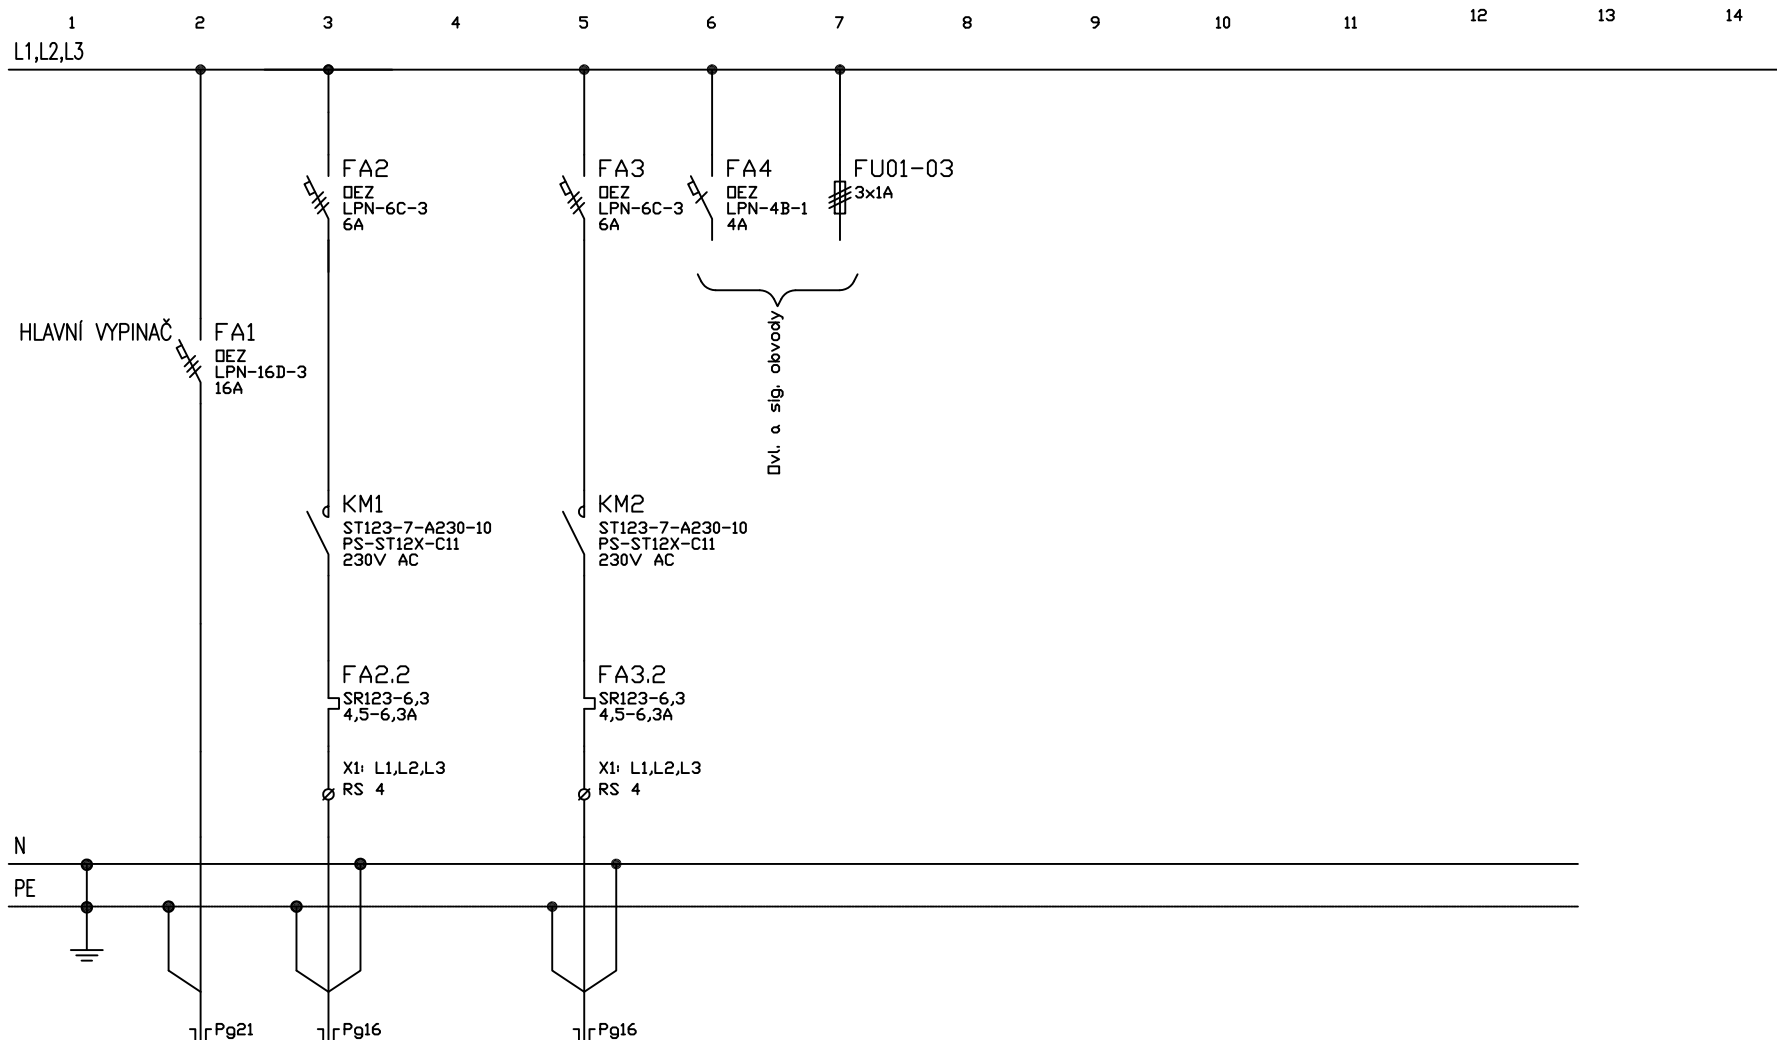 1 2 3 4 5 6 7 8 9 10 11 12 13 14
L1,L2,L3
FA2
OEZ
LPN-6C-3
6A
FA3
OEZ
LPN-6C-3
6A
FA4
OEZ
LPN-4B-1
4A
FU01-03
3x1A
HLAVNÍ VYPINAČ
FA1
OEZ
LPN-16D-3
16A
Ovl. a sig. obvody
KM1
ST123-7-A230-10
PS-ST12X-C11
230V AC
KM2
ST123-7-A230-10
PS-ST12X-C11
230V AC
FA2.2
SR123-6,3
4,5-6,3A
FA3.2
SR123-6,3
4,5-6,3A
X1: L1,L2,L3
RS 4
X1: L1,L2,L3
RS 4
N
PE
Pg21
Pg16
Pg16